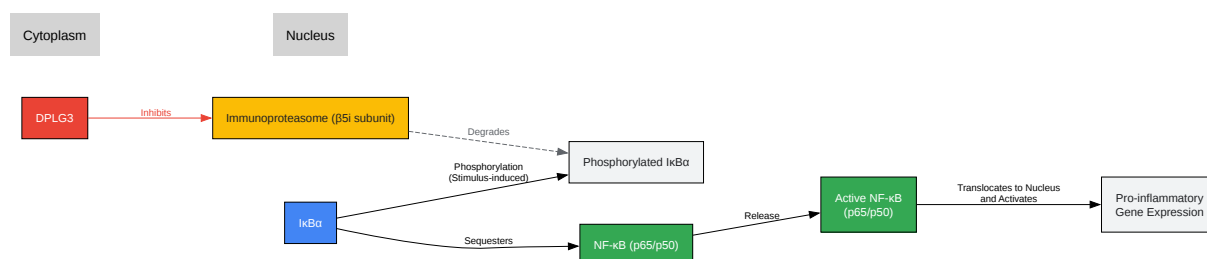 Cytoplasm
Nucleus
DPLG3
Inhibits
Immunoproteasome (β5i subunit)
Degrades
Phosphorylated IκBα
Phosphorylation
(Stimulus-induced)
IκBα
Sequesters
NF-κB (p65/p50)
Release
Active NF-κB
(p65/p50)
Translocates to Nucleus
and Activates
Pro-inflammatory
Gene Expression